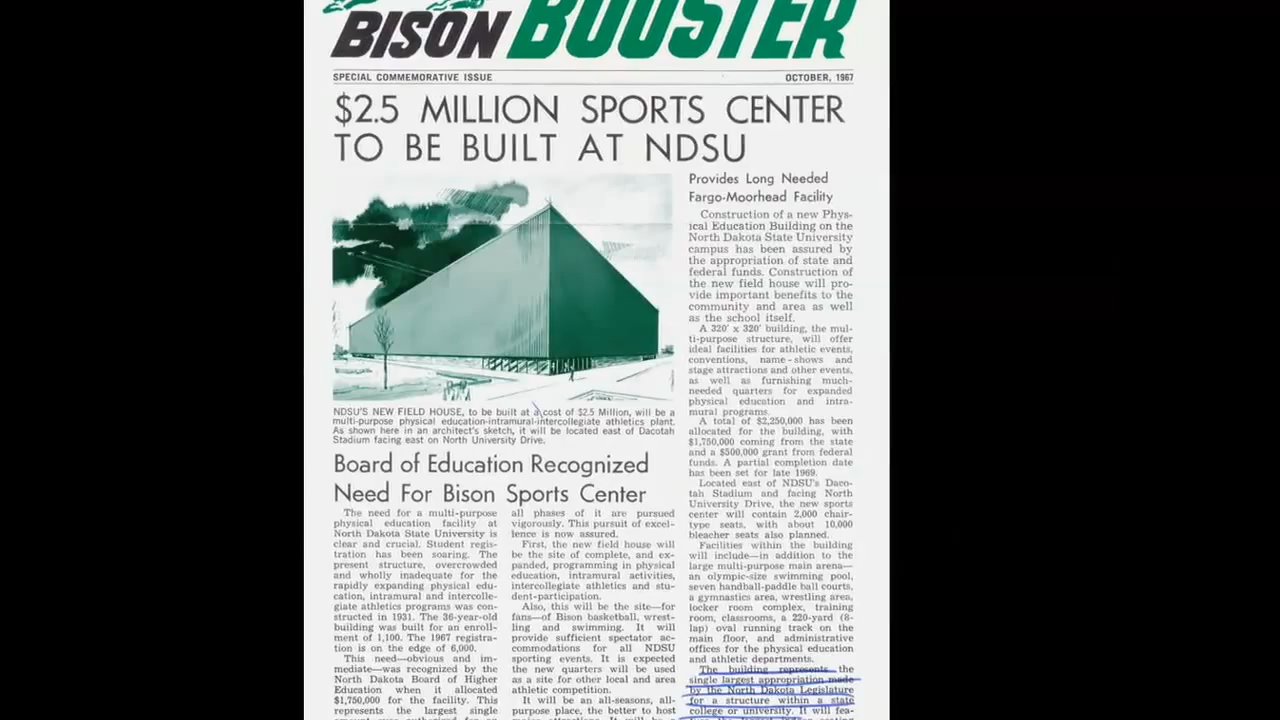 BISON BOOSTER
SPECIAL COMMEMORATIVE ISSUE OCTOBER, 1967
$2.5 MILLION SPORTS CENTER
TO BE BUILT AT NDSU
NDSU'S NEW FIELD HOUSE, to be built at a cost of $2.5 Million, will be a
multi-purpose physical education-intramural-intercollegiate athletics plant.
As shown here in an architect's sketch, it will be located east of Dacotah
Stadium facing east on North University Drive.
Board of Education Recognized
Need For Bison Sports Center
The need for a multi-purpose
physical education facility at
North Dakota State University is
clear and crucial. Student regis-
tration has been soaring. The
present structure, overcrowded
and wholly inadequate for the
rapidly expanding physical edu-
cation, intramural and intercolle-
giate athletics programs was con-
structed in 1931. The 36-year-old
building was built for an enroll-
ment of 1,100. The 1967 registra-
tion is on the edge of 6,000.
This need—obvious and im-
mediate—was recognized by the
North Dakota Board of Higher
Education when it allocated
$1,750,000 for the facility. This
represents the largest single
all phases of it are pursued
vigorously. This pursuit of excel-
lence is now assured.
First, the new field house will
be the site of complete, and ex-
panded, programming in physical
education, intramural activities,
intercollegiate athletics and stu-
dent-participation.
Also, this will be the site—for
fans—of Bison basketball, wrest-
ling and swimming. It will
provide sufficient spectator ac-
commodations for all NDSU
sporting events. It is expected
the new quarters will be used
as a site for other local and area
athletic competition.
It will be an all-seasons, all-
purpose place, the better to host
Provides Long Needed
Fargo-Moorhead Facility
Construction of a new Phys-
ical Education Building on the
North Dakota State University
campus has been assured by
the appropriation of state and
federal funds. Construction of
the new field house will pro-
vide important benefits to the
community and area as well
as the school itself.
A 320' x 320' building, the mul-
ti-purpose structure, will offer
ideal facilities for athletic events,
conventions, name-shows and
stage attractions and other events,
as well as furnishing much-
needed quarters for expanded
physical education and intra-
mural programs.
A total of $2,250,000 has been
allocated for the building, with
$1,750,000 coming from the state
and a $500,000 grant from federal
funds. A partial completion date
has been set for late 1969.
Located east of NDSU's Daco-
tah Stadium and facing North
University Drive, the new sports
center will contain 2,000 chair-
type seats, with about 10,000
bleacher seats also planned.
Facilities within the building
will include—in addition to the
large multi-purpose main arena—
an olympic-size swimming pool,
seven handball-paddle ball courts,
a gymnastics area, wrestling area,
locker room complex, training
room, classrooms, a 220-yard (8-
lap) oval running track on the
main floor, and administrative
offices for the physical education
and athletic departments.
The building represents the
single largest appropriation made
by the North Dakota Legislature
for a structure within a state
college or university. It will fea-